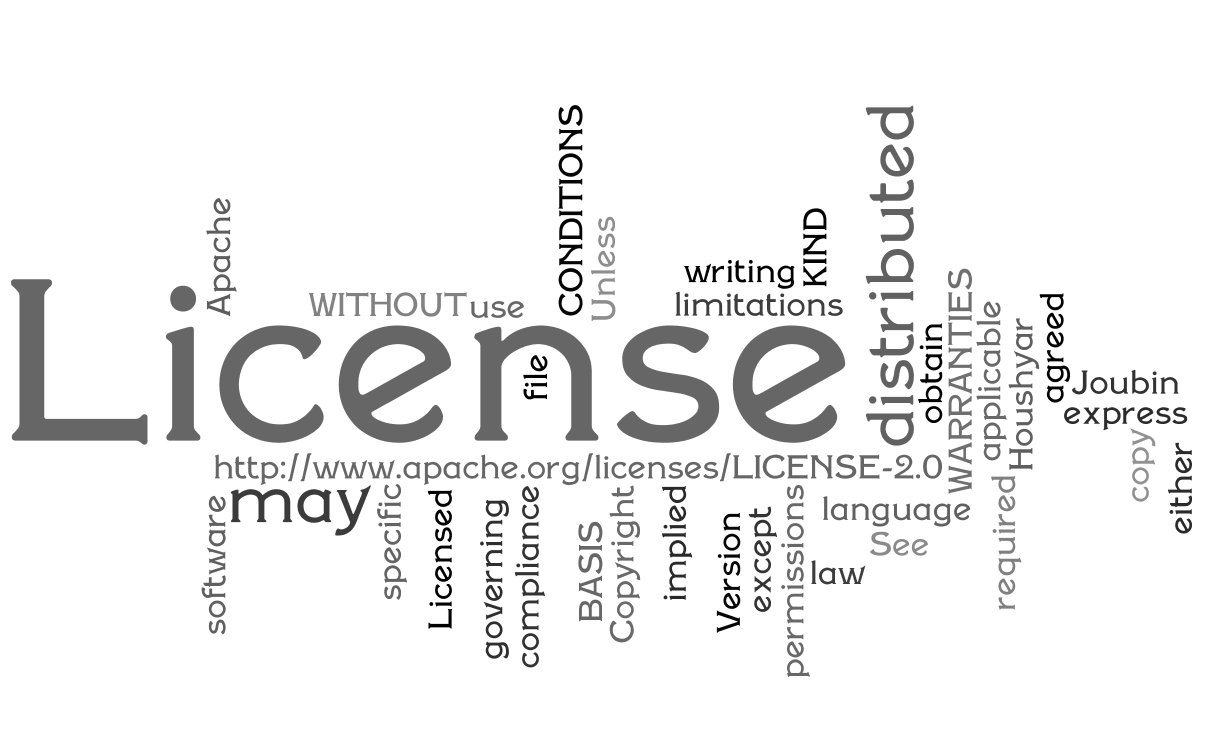 CONDITIONS
distributed
Apache
Unless
KIND
writing
WITHOUT
use
limitations
License
file
obtain
WARRANTIES
applicable
Houshyar
agreed
Joubin
express
copy
either
http://www.apache.org/licenses/LICENSE-2.0
software
may
specific
Licensed
governing
compliance
BASIS
Copyright
implied
Version
except
permissions
language
See
law
required